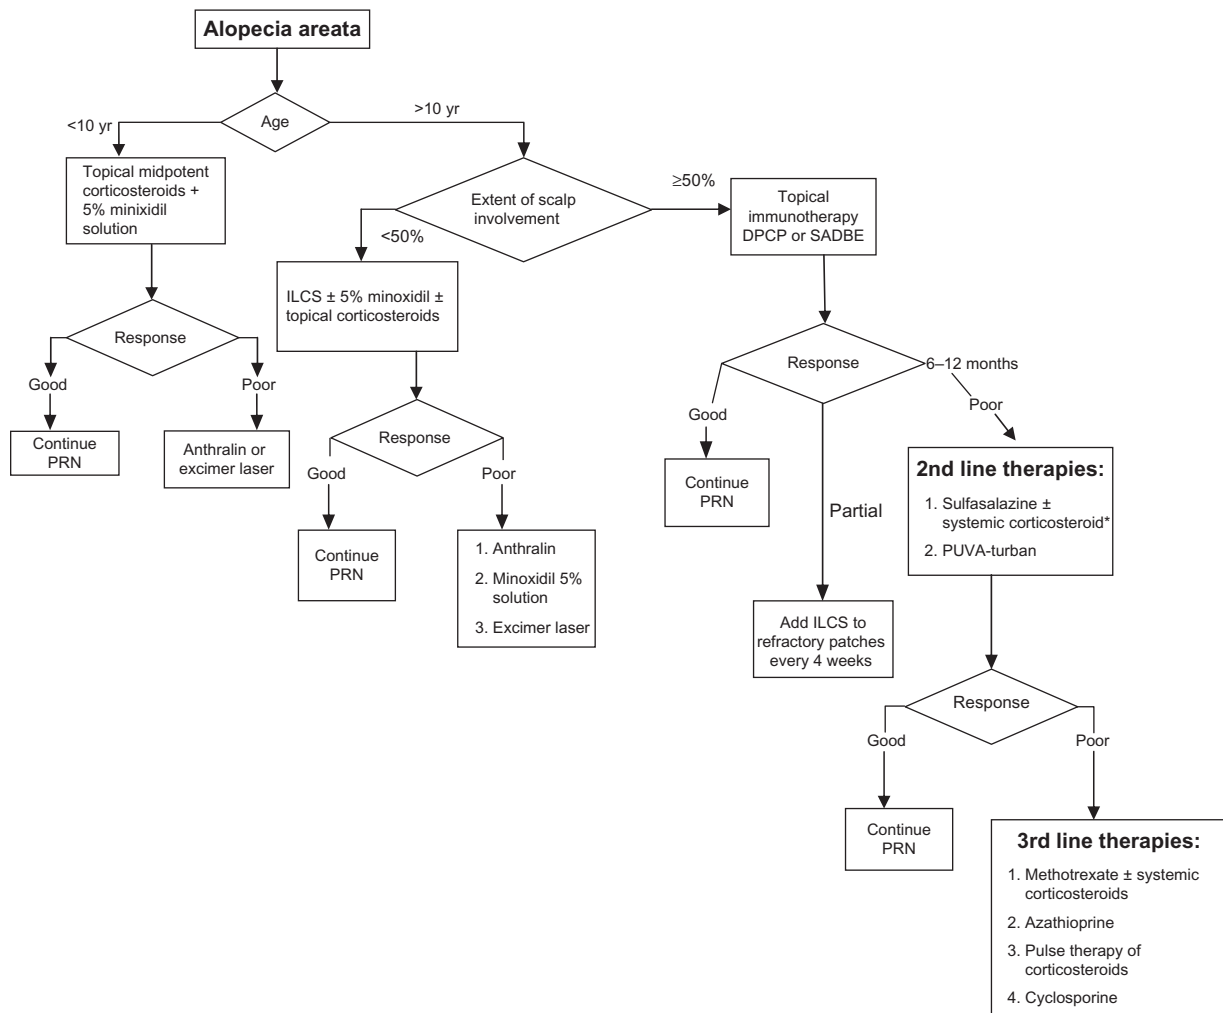 Alopecia areata
Age
<10 yr
>10 yr
Topical midpotent
corticosteroids +
5% minixidil
solution
Response
Good
Poor
Continue
PRN
Anthralin or
excimer laser
Extent of scalp
involvement
<50%
≥50%
ILCS ± 5% minoxidil ±
topical corticosteroids
Response
Good
Poor
Continue
PRN
1. Anthralin
2. Minoxidil 5%
solution
3. Excimer laser
Topical
immunotherapy
DPCP or SADBE
Response
6–12 months
Good
Partial
Poor
Continue
PRN
Add ILCS to
refractory patches
every 4 weeks
2nd line therapies:
1. Sulfasalazine ±
systemic corticosteroid*
2. PUVA-turban
Response
Good
Poor
Continue
PRN
3rd line therapies:
1. Methotrexate ± systemic
corticosteroids
2. Azathioprine
3. Pulse therapy of
corticosteroids
4. Cyclosporine